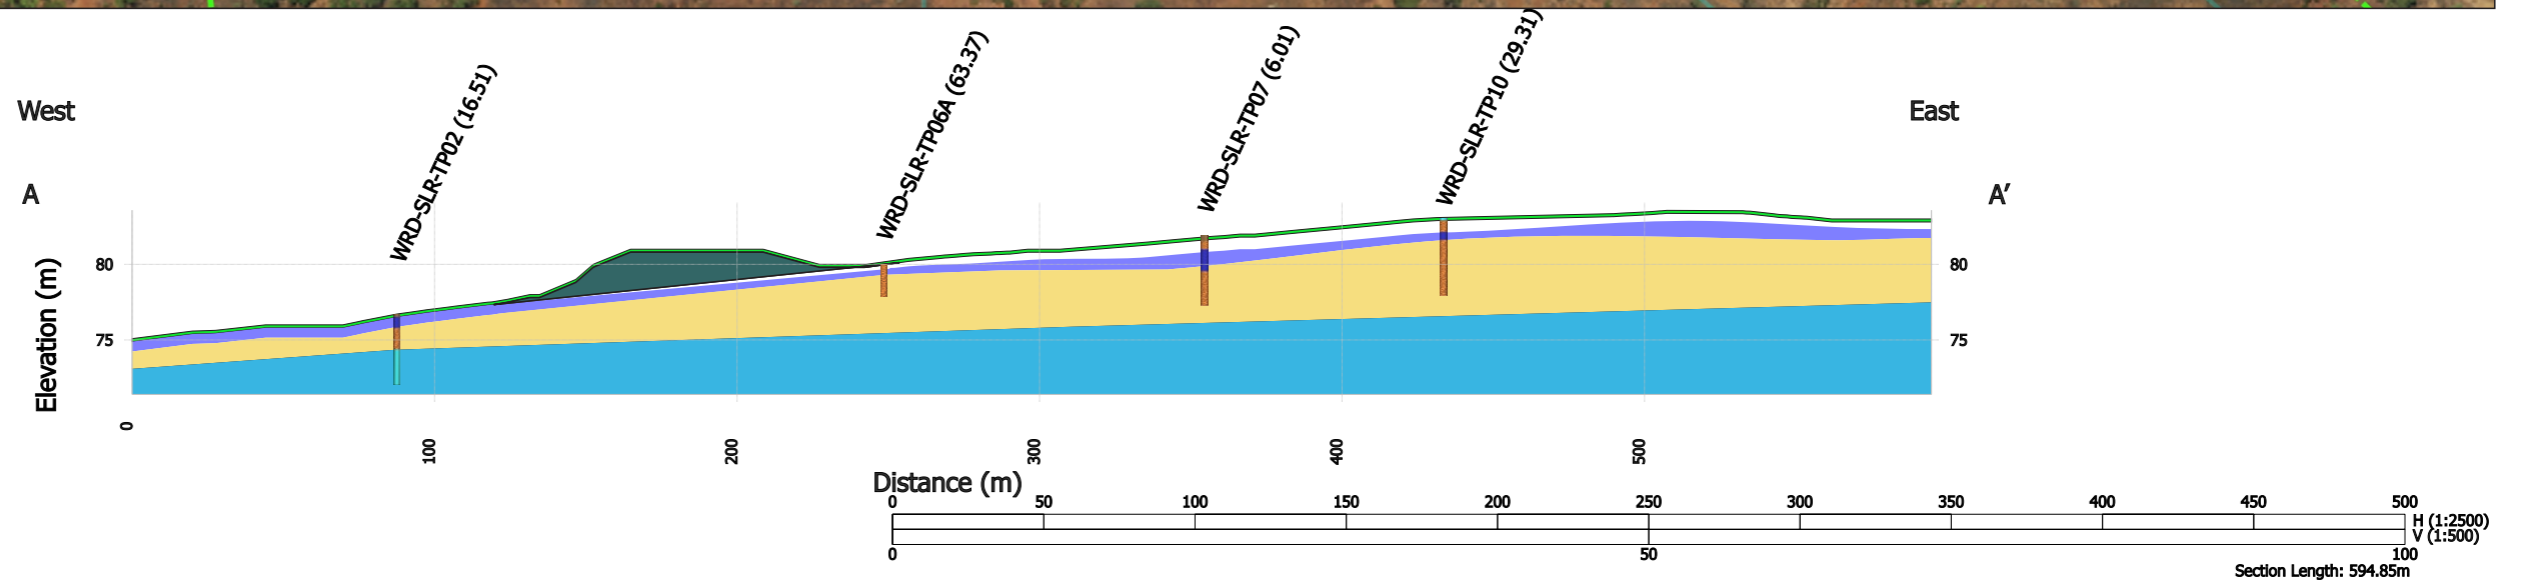 WRD-SLR-TP02 (16.51)
WRD-SLR-TP06A (63.37)
WRD-SLR-TP07 (6.01)
WRD-SLR-TP10 (29.31)
West
East
A
A’
Elevation (m)
80
80
75
75
0
100
200
300
400
500
Distance (m)
0 50 100 150 200 250 300 350 400 450 500
H (1:2500)
V (1:500)
0 50 100
Section Length: 594.85m